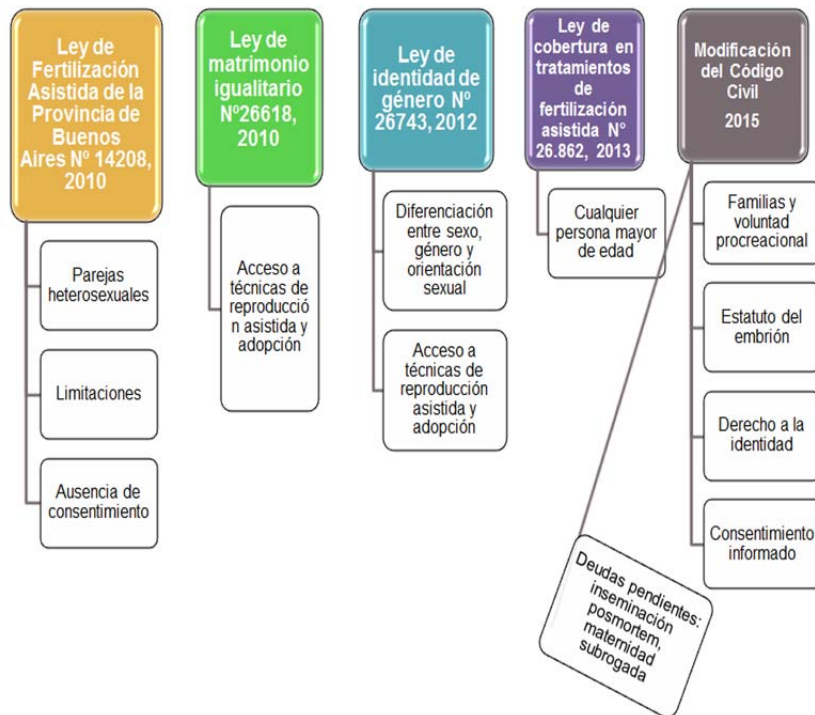 Ley de
Fertilización
Asistida de la
Provincia de
Buenos
Aires Nº 14208,
2010
Parejas
heterosexuales
Limitaciones
Ausencia de
consentimiento
Ley de
matrimonio
igualitario
Nº26618,
2010
Acceso a
técnicas de
reproducció
n asistida y
adopción
Ley de
identidad de
género Nº
26743, 2012
Diferenciación
entre sexo,
género y
orientación
sexual
Acceso a
técnicas de
reproducción
asistida y
adopción
Ley de
cobertura en
tratamientos
de
fertilización
asistida N°
26.862, 2013
Cualquier
persona mayor
de edad
Modificación
del Código
Civil
2015
Familias y
voluntad
procreacional
Estatuto del
embrión
Derecho a la
identidad
Consentimiento
informado
Deudas pendientes:
inseminación
posmortem,
maternidad
subrogada